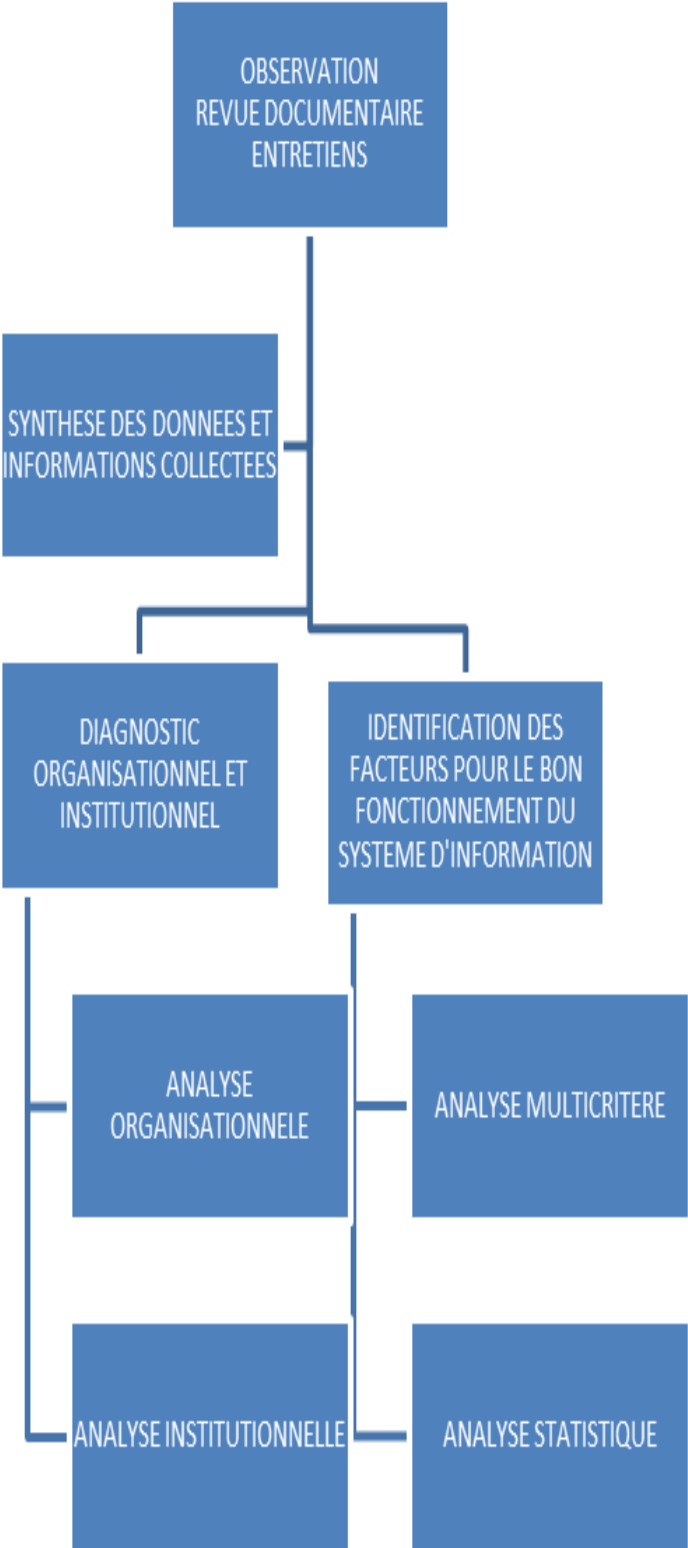 OBSERVATION
REVUE DOCUMENTAIRE
ENTRETIENS
SYNTHESE DES DONNEES ET
INFORMATIONS COLLECTEES
DIAGNOSTIC
ORGANISATIONNEL ET
INSTITUTIONNEL
IDENTIFICATION DES
FACTEURS POUR LE BON
FONCTIONNEMENT DU
SYSTEME D'INFORMATION
ANALYSE
ORGANISATIONNELE
ANALYSE MULTICRITERE
ANALYSE INSTITUTIONNELLE
ANALYSE STATISTIQUE